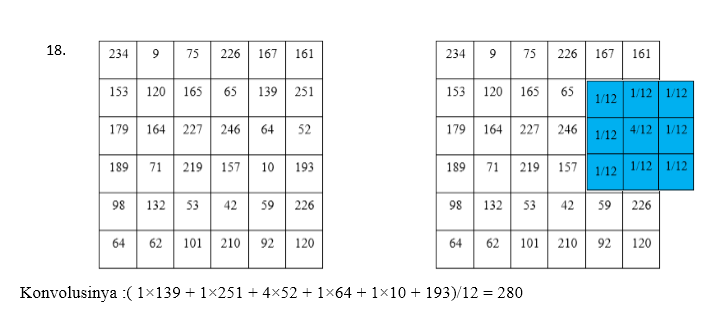 18.
234 9 75 226 167 161
153 120 165 65 139 251
179 164 227 246 64 52
189 71 219 157 10 193
98 132 53 42 59 226
64 62 101 210 92 120
234 9 75 226 167 161
153 120 165 65 1/12 1/12 1/12
179 164 227 246 1/12 4/12 1/12
189 71 219 157 1/12 1/12 1/12
98 132 53 42 59 226
64 62 101 210 92 120
Konvolusinya :( 1×139 + 1×251 + 4×52 + 1×64 + 1×10 + 193)/12 = 280